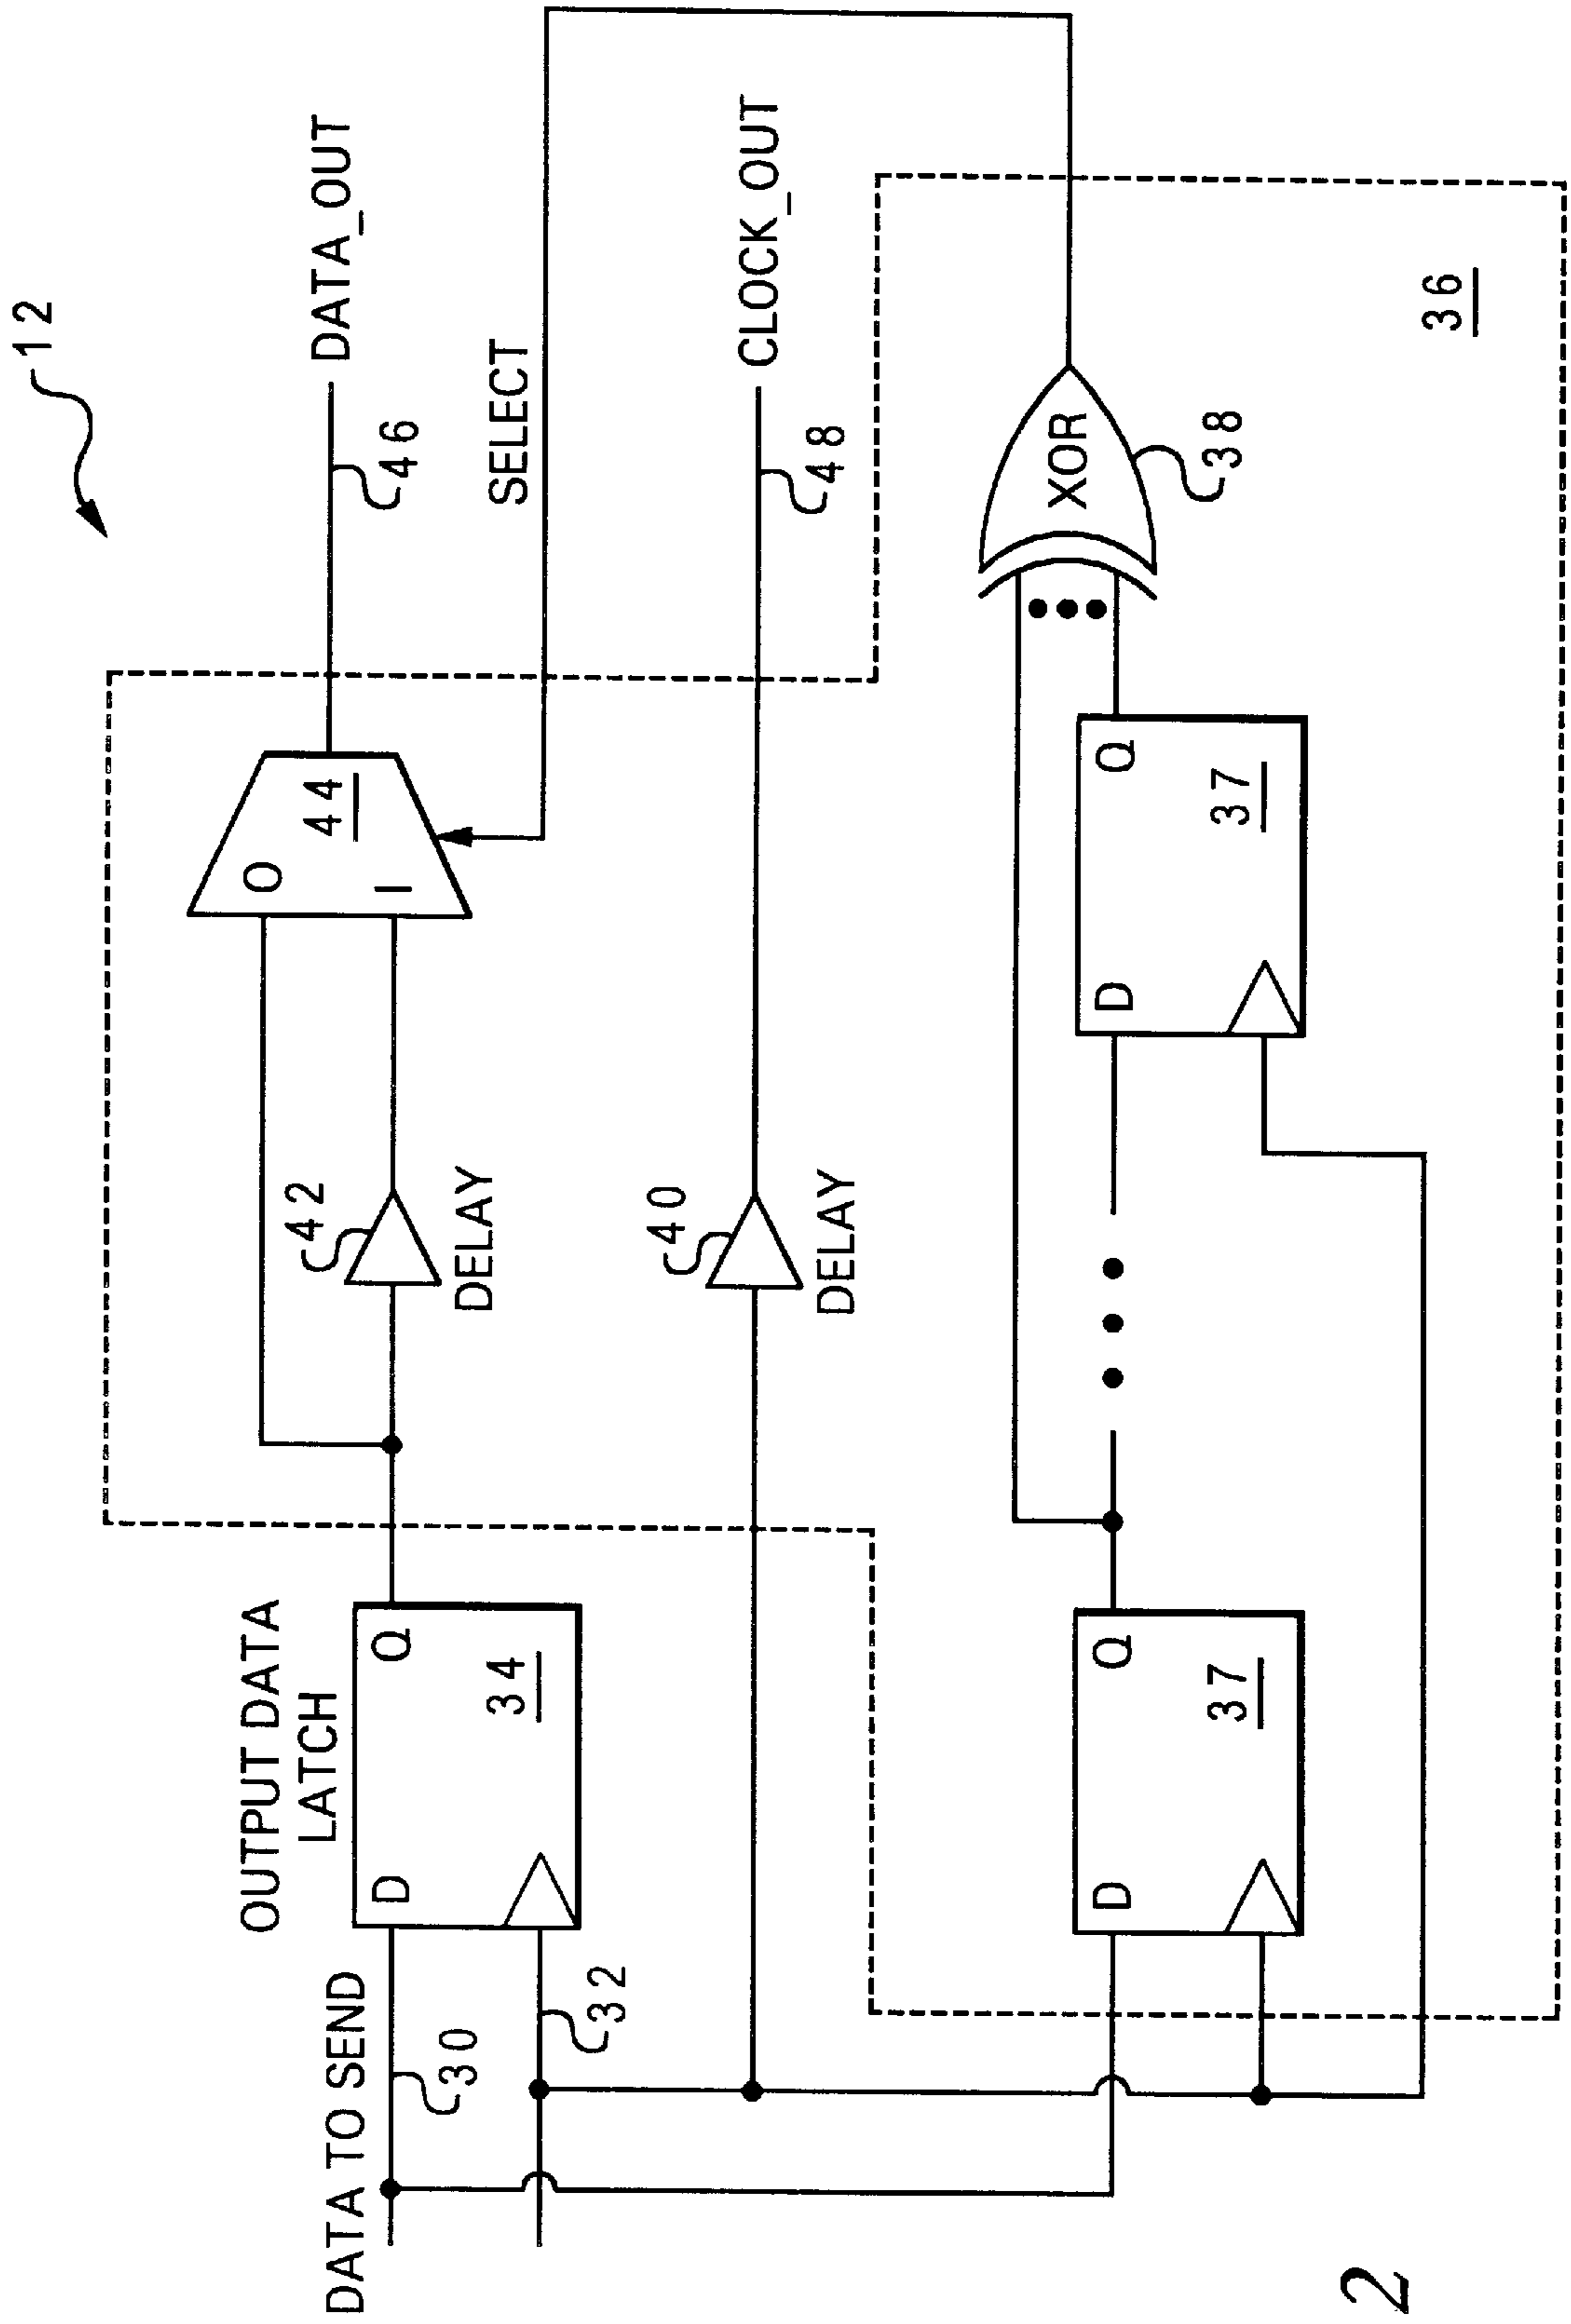 12
OUTPUT DATA
LATCH
DATA TO SEND
30
32
D
Q
34
42
DELAY
O
I
44
46
DATA_OUT
SELECT
40
DELAY
48
CLOCK_OUT
D
Q
37
D
Q
37
XOR
38
36
2